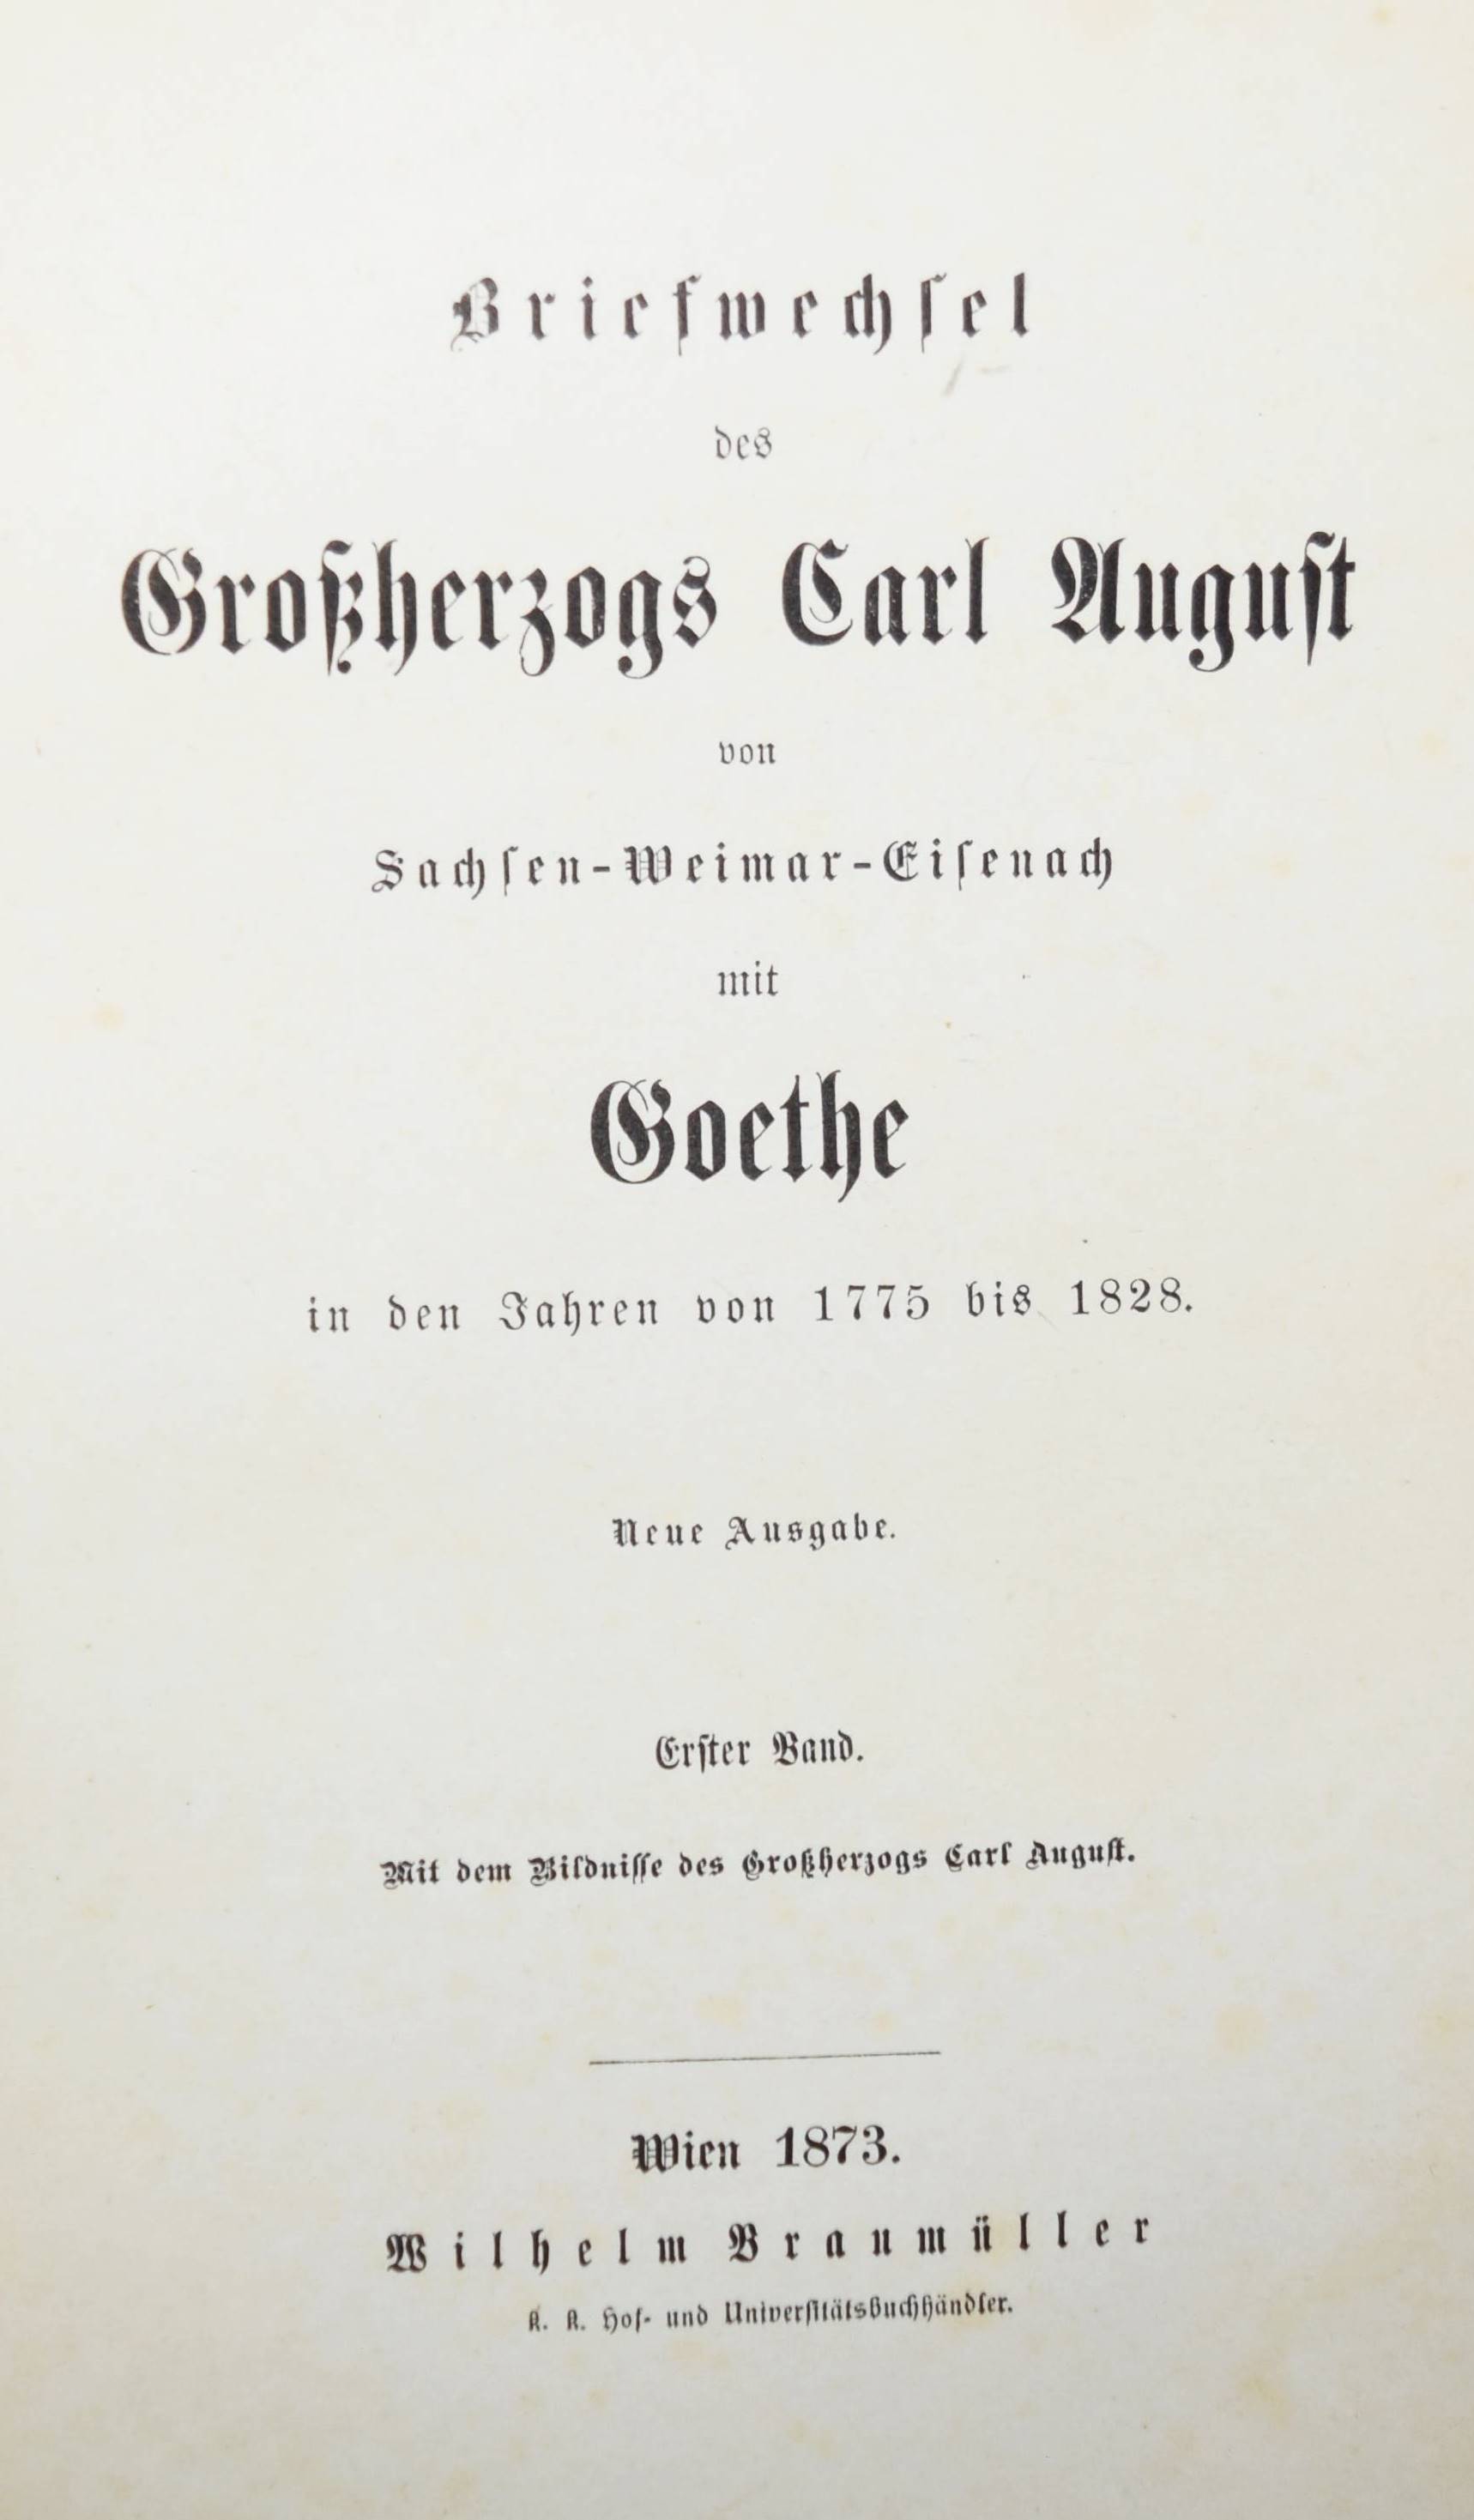 Briefwechsel
des
Großherzogs Carl August
von
Sachsen-Weimar-Eisenach
mit
Goethe
in den Jahren von 1775 bis 1828.
Neue Ausgabe.
Erster Band.
Mit dem Bildnisse des Großherzogs Carl August.
Wien 1873.
Wilhelm Braumüller
K. K. Hof- und Universitätsbuchhändler.